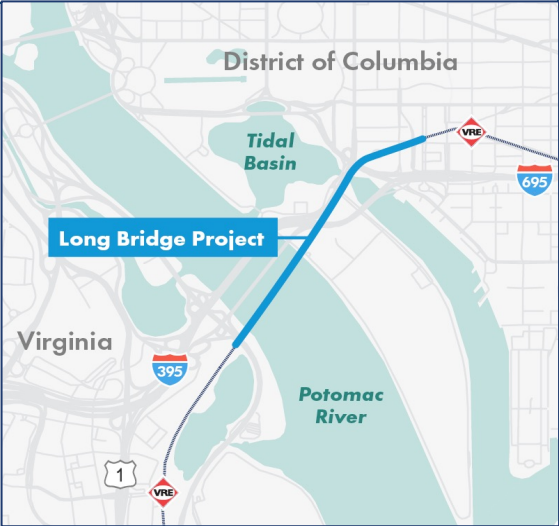 District of Columbia
Tidal
Basin
VRE
695
Long Bridge Project
Virginia
395
Potomac
River
1
VRE